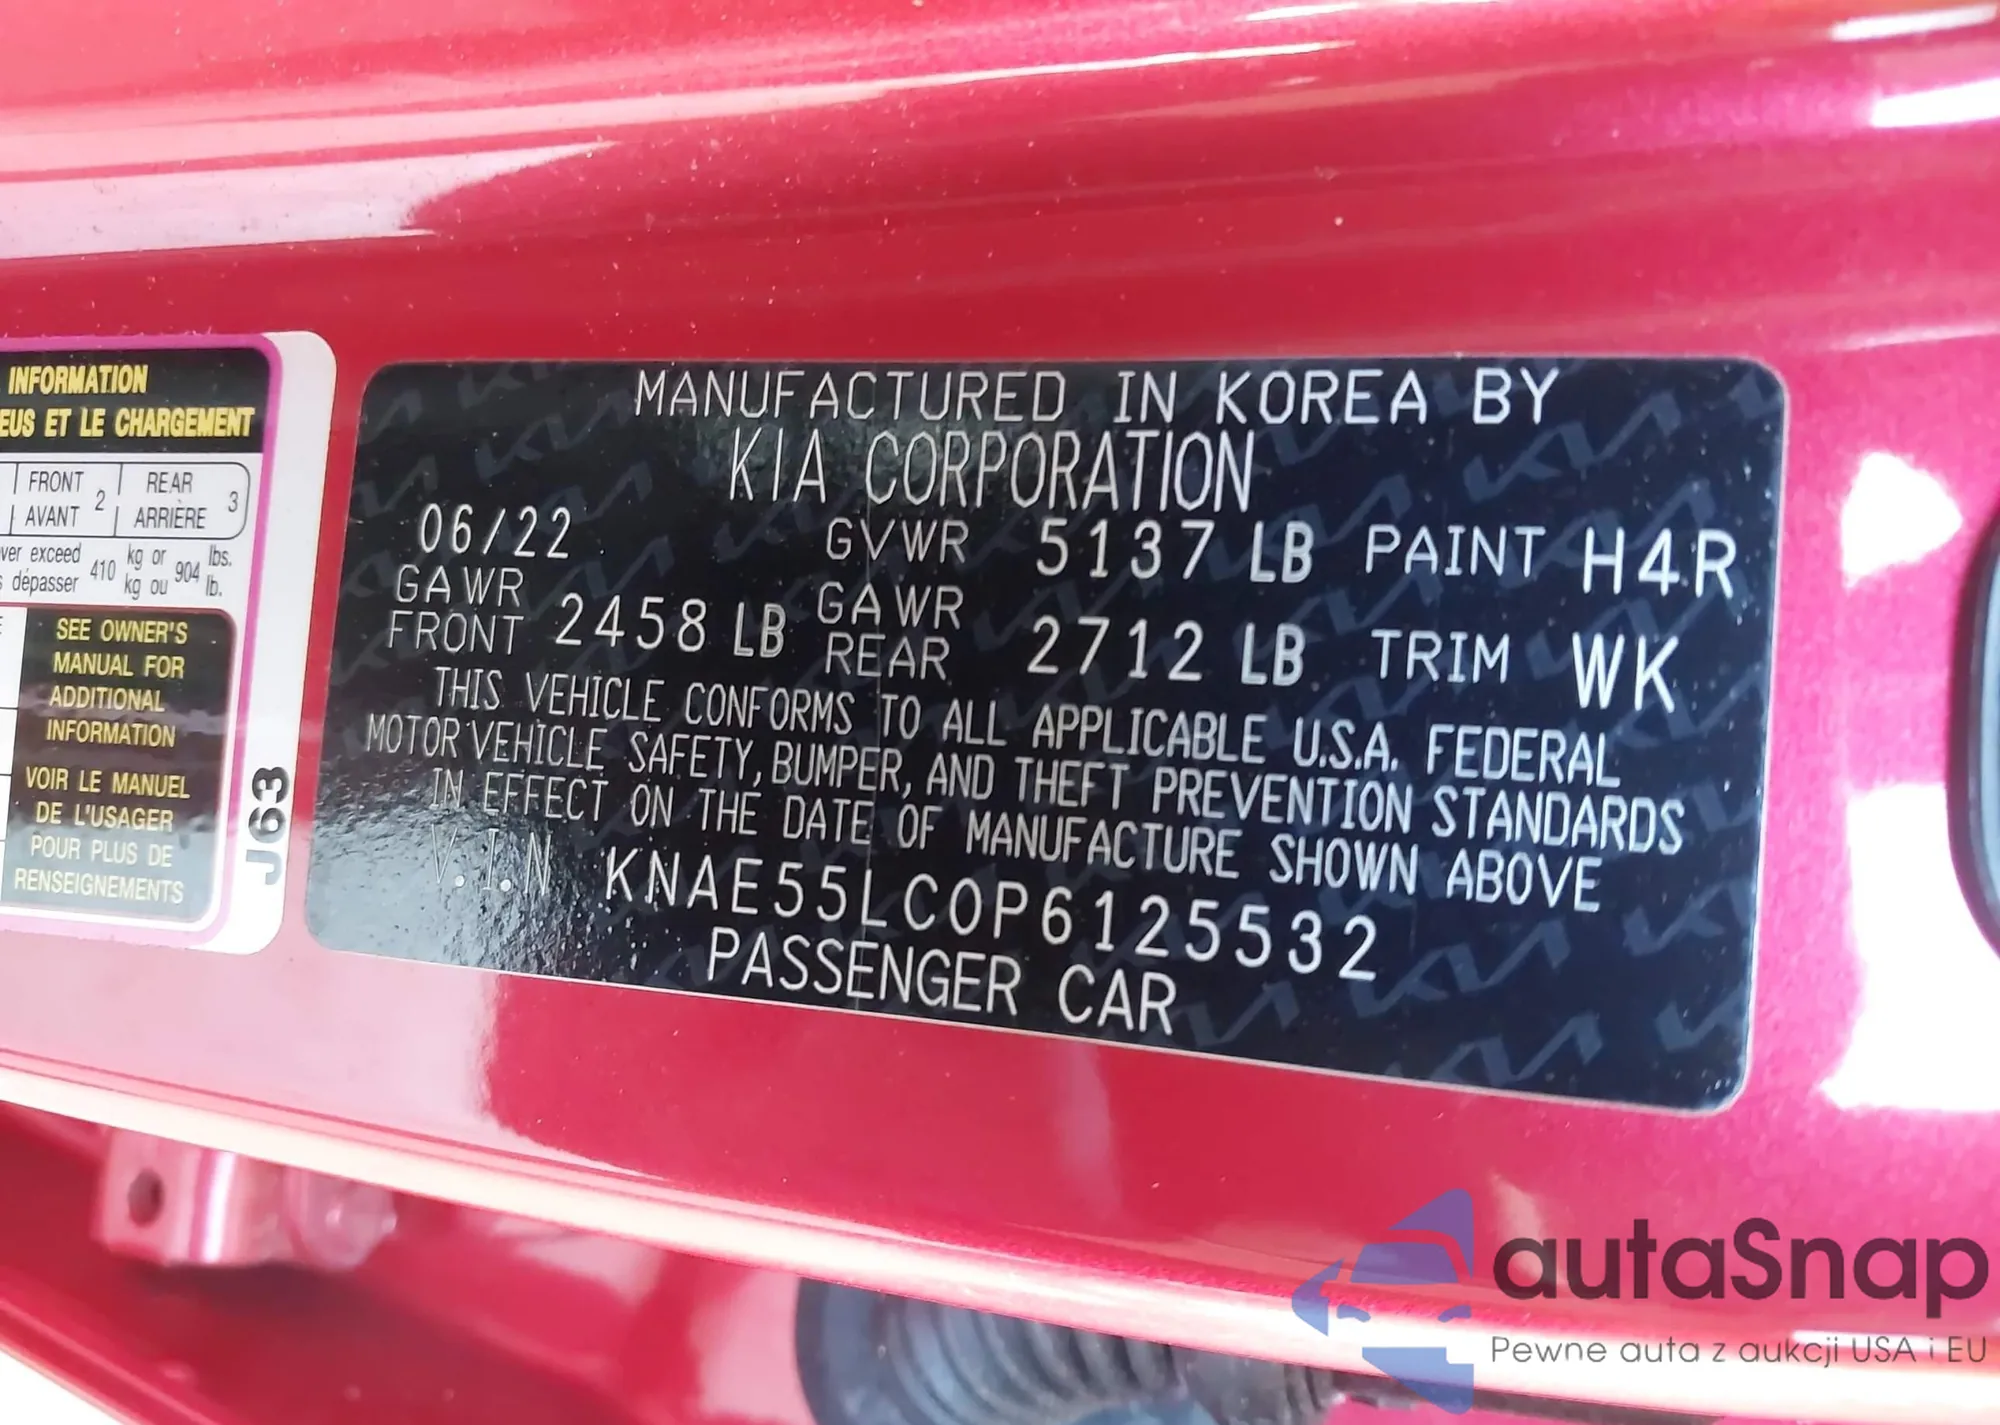 INFORMATION
EUS ET LE CHARGEMENT
FRONT 2 REAR 3
AVANT ARRIÈRE
ver exceed 410 kg or 904 lbs.
dépasser kg ou lb.
SEE OWNER'S
MANUAL FOR
ADDITIONAL
INFORMATION
VOIR LE MANUEL
DE L'USAGER
POUR PLUS DE
RENSEIGNEMENTS
J63
MANUFACTURED IN KOREA BY
KIA CORPORATION
06/22 GVWR 5137 LB PAINT H4R
GAWR FRONT 2458 LB GAWR REAR 2712 LB TRIM WK
THIS VEHICLE CONFORMS TO ALL APPLICABLE U.S.A. FEDERAL
MOTOR VEHICLE SAFETY, BUMPER, AND THEFT PREVENTION STANDARDS
IN EFFECT ON THE DATE OF MANUFACTURE SHOWN ABOVE
V.I.N KNAE55LC0P6125532
PASSENGER CAR
autaSnap
Pewne auta z aukcji USA i EU